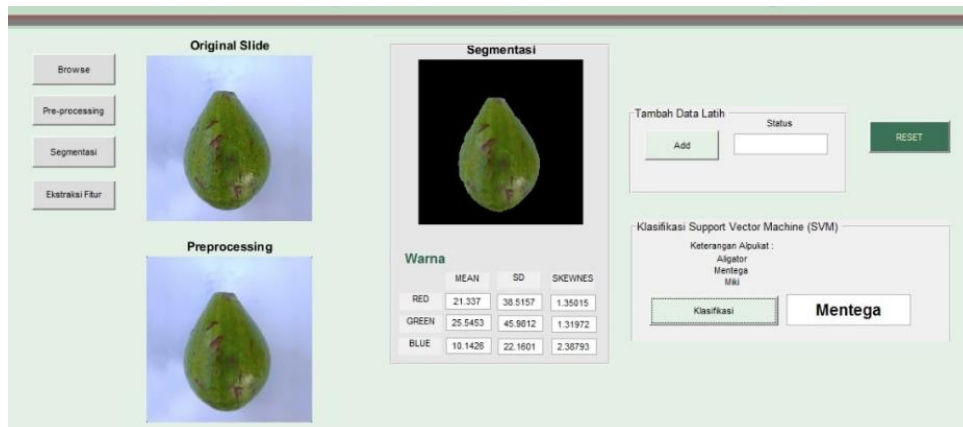 Original Slide
Browse
Pre-processing
Segmentasi
Ekstraksi Fitur
Preprocessing
Segmentasi
Warna
MEAN SD SKEWNES
RED 21.337 38.5157 1.35015
GREEN 25.5453 45.9812 1.31972
BLUE 10.1426 22.1601 2.38793
Tambah Data Latih
Status
Add
RESET
Klasifikasi Support Vector Machine (SVM)
Keterangan Alpukat :
Aligator
Mentega
Miki
Klasifikasi
Mentega